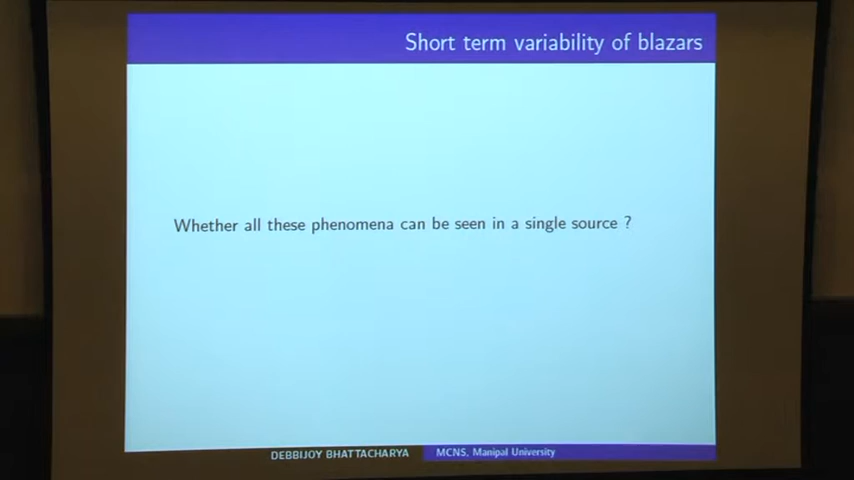 Short term variability of blazars
Whether all these phenomena can be seen in a single source ?
DEBBIJOY BHATTACHARYA MCNS, Manipal University